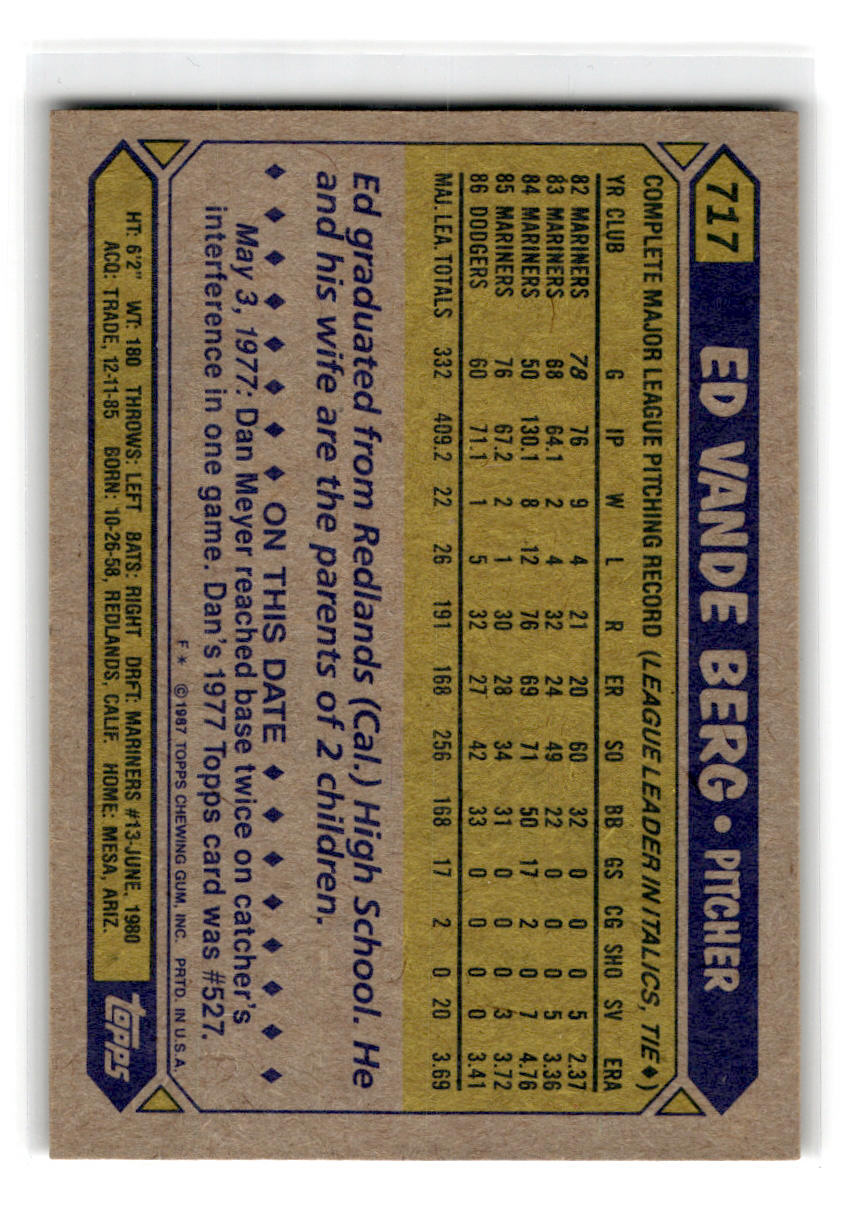 717 ED VANDE BERG • PITCHER
COMPLETE MAJOR LEAGUE PITCHING RECORD (LEAGUE LEADER IN ITALICS, TIE ♦)
YR CLUB G IP W L R ER SO BB GS CG SHO SV ERA
82 MARINERS 78 76 9 4 21 20 60 32 0 0 0 5 2.37
83 MARINERS 68 64.1 2 4 32 24 49 22 0 0 0 5 3.36
84 MARINERS 50 130.1 8 12 76 69 71 50 17 2 0 7 4.76
85 MARINERS 76 67.2 2 1 30 28 34 31 0 0 0 3 3.72
86 DODGERS 60 71.1 1 5 32 27 42 33 0 0 0 0 3.41
MAJ. LEA. TOTALS 332 409.2 22 26 191 168 256 168 17 2 0 20 3.69
Ed graduated from Redlands (Cal.) High School. He
and his wife are the parents of 2 children.
♦ ♦ ♦ ♦ ♦ ♦ ♦ ♦ ON THIS DATE ♦ ♦ ♦ ♦ ♦ ♦ ♦ ♦
May 3, 1977: Dan Meyer reached base twice on catcher's
interference in one game. Dan's 1977 Topps card was #527.
F * ©1987 TOPPS CHEWING GUM, INC. PRTD. IN U.S.A.
HT: 6'2" WT: 180 THROWS: LEFT BATS: RIGHT DRFT: MARINERS #13-JUNE, 1980
ACQ: TRADE, 12-11-85 BORN: 10-26-58, REDLANDS, CALIF. HOME: MESA, ARIZ.
topps